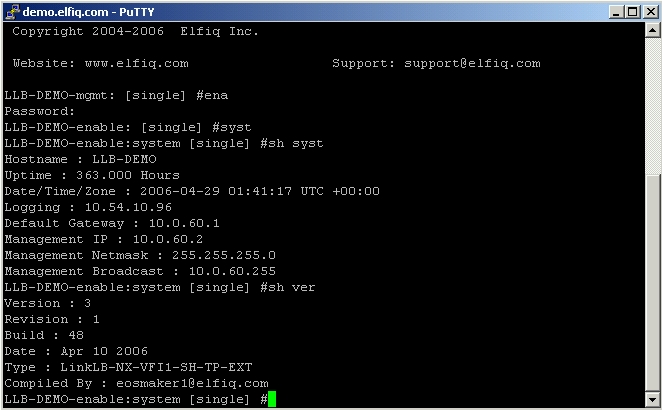 demo.elfiq.com - PuTTY
Copyright 2004-2006  Elfiq Inc.
Website: www.elfiq.com                    Support: support@elfiq.com
LLB-DEMO-mgmt: [single] #ena
Password:
LLB-DEMO-enable: [single] #syst
LLB-DEMO-enable:system [single] #sh syst
Hostname : LLB-DEMO
Uptime : 363.000 Hours
Date/Time/Zone : 2006-04-29 01:41:17 UTC +00:00
Logging : 10.54.10.96
Default Gateway : 10.0.60.1
Management IP : 10.0.60.2
Management Netmask : 255.255.255.0
Management Broadcast : 10.0.60.255
LLB-DEMO-enable:system [single] #sh ver
Version : 3
Revision : 1
Build : 48
Date : Apr 10 2006
Type : LinkLB-NX-VFI1-SH-TP-EXT
Compiled By : eosmaker1@elfiq.com
LLB-DEMO-enable:system [single] #